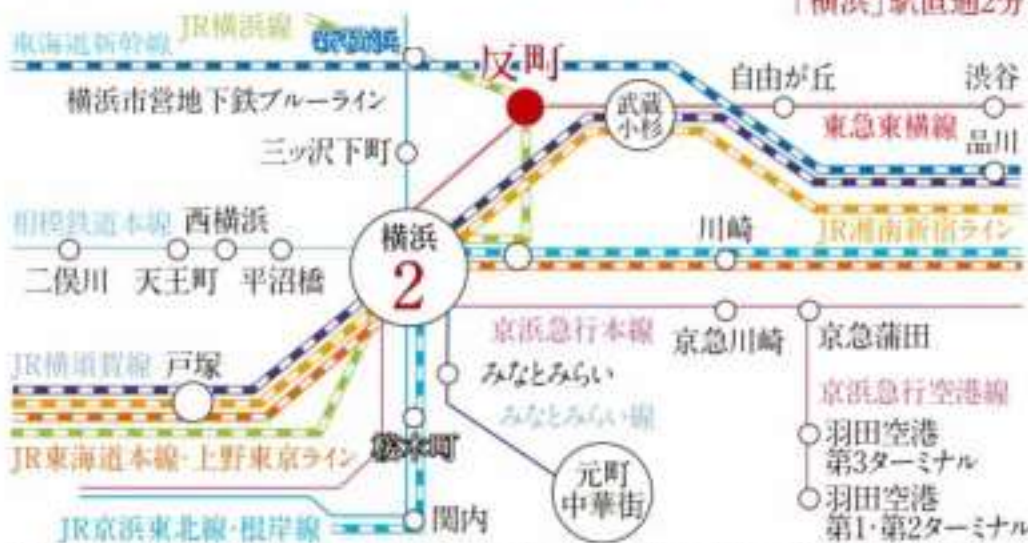 「横浜」駅直通2分
JR横浜線
新横浜
東海道新幹線
反町
自由が丘
渋谷
横浜市営地下鉄ブルーライン
武蔵
小杉
東急東横線
三ッ沢下町
品川
相模鉄道本線
西横浜
横浜
2
川崎
JR湘南新宿ライン
二俣川
天王町
平沼橋
京浜急行本線
京急川崎
京急蒲田
JR横須賀線
戸塚
みなとみらい
みなとみらい線
京浜急行空港線
桜木町
羽田空港
第3ターミナル
JR東海道本線・上野東京ライン
元町
中華街
羽田空港
第1・第2ターミナル
JR京浜東北線・根岸線
関内